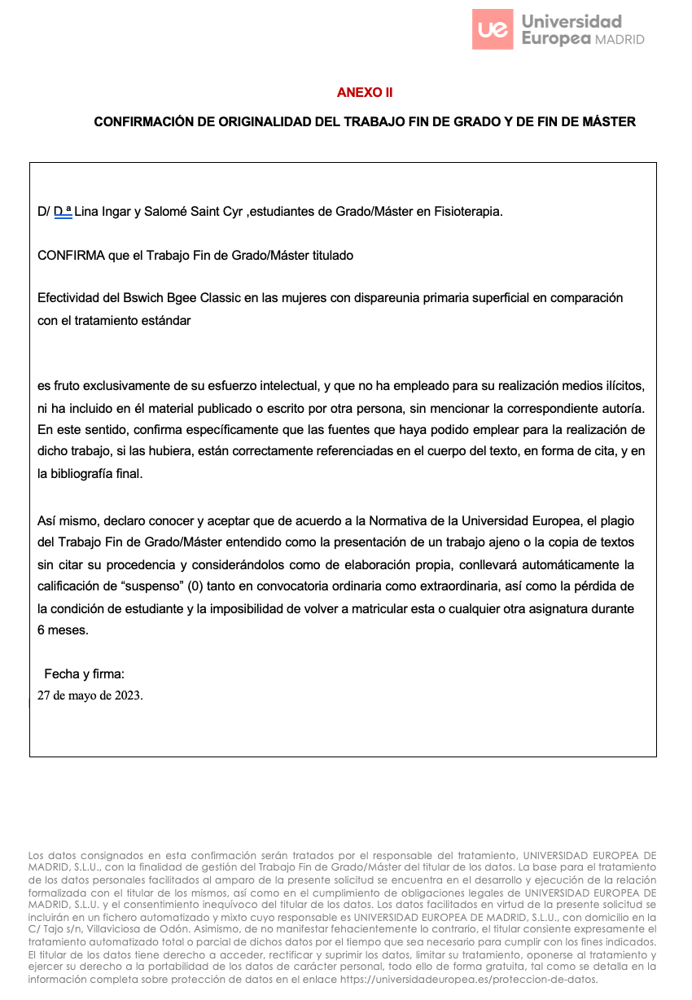 ue Universidad
Europea MADRID
ANEXO II
CONFIRMACIÓN DE ORIGINALIDAD DEL TRABAJO FIN DE GRADO Y DE FIN DE MÁSTER
D/ D.ª Lina Ingar y Salomé Saint Cyr ,estudiantes de Grado/Máster en Fisioterapia.
CONFIRMA que el Trabajo Fin de Grado/Máster titulado
Efectividad del Bswich Bgee Classic en las mujeres con dispareunia primaria superficial en comparación
con el tratamiento estándar
es fruto exclusivamente de su esfuerzo intelectual, y que no ha empleado para su realización medios ilícitos,
ni ha incluido en él material publicado o escrito por otra persona, sin mencionar la correspondiente autoría.
En este sentido, confirma específicamente que las fuentes que haya podido emplear para la realización de
dicho trabajo, si las hubiera, están correctamente referenciadas en el cuerpo del texto, en forma de cita, y en
la bibliografía final.
Así mismo, declaro conocer y aceptar que de acuerdo a la Normativa de la Universidad Europea, el plagio
del Trabajo Fin de Grado/Máster entendido como la presentación de un trabajo ajeno o la copia de textos
sin citar su procedencia y considerándolos como de elaboración propia, conllevará automáticamente la
calificación de “suspenso” (0) tanto en convocatoria ordinaria como extraordinaria, así como la pérdida de
la condición de estudiante y la imposibilidad de volver a matricular esta o cualquier otra asignatura durante
6 meses.
Fecha y firma:
27 de mayo de 2023.
Los datos consignados en esta confirmación serán tratados por el responsable del tratamiento, UNIVERSIDAD EUROPEA DE
MADRID, S.L.U., con la finalidad de gestión del Trabajo Fin de Grado/Máster del titular de los datos. La base para el tratamiento
de los datos personales facilitados al amparo de la presente solicitud se encuentra en el desarrollo y ejecución de la relación
formalizada con el titular de los mismos, así como en el cumplimiento de obligaciones legales de UNIVERSIDAD EUROPEA DE
MADRID, S.L.U. y el consentimiento inequívoco del titular de los datos. Los datos facilitados en virtud de la presente solicitud se
incluirán en un fichero automatizado y mixto cuyo responsable es UNIVERSIDAD EUROPEA DE MADRID, S.L.U., con domicilio en la
C/ Tajo s/n, Villaviciosa de Odón. Asimismo, de no manifestar fehacientemente lo contrario, el titular consiente expresamente el
tratamiento automatizado total o parcial de dichos datos por el tiempo que sea necesario para cumplir con los fines indicados.
El titular de los datos tiene derecho a acceder, rectificar y suprimir los datos, limitar su tratamiento, oponerse al tratamiento y
ejercer su derecho a la portabilidad de los datos de carácter personal, todo ello de forma gratuita, tal como se detalla en la
información completa sobre protección de datos en el enlace https://universidadeuropea.es/proteccion-de-datos.